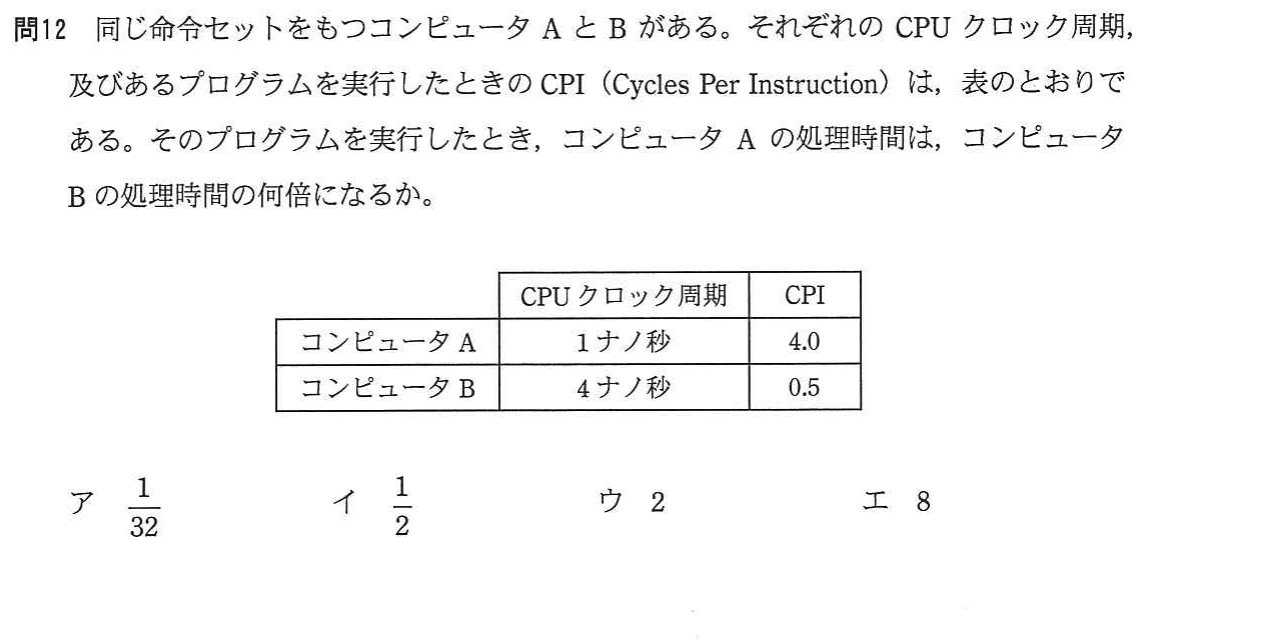 問12 同じ命令セットをもつコンピュータ A と B がある。それぞれの CPU クロック周期，
及びあるプログラムを実行したときの CPI（Cycles Per Instruction）は，表のとおりで
ある。そのプログラムを実行したとき，コンピュータ A の処理時間は，コンピュータ
B の処理時間の何倍になるか。
CPU クロック周期 CPI
コンピュータ A 1 ナノ秒 4.0
コンピュータ B 4 ナノ秒 0.5
ア 1/32 イ 1/2 ウ 2 エ 8